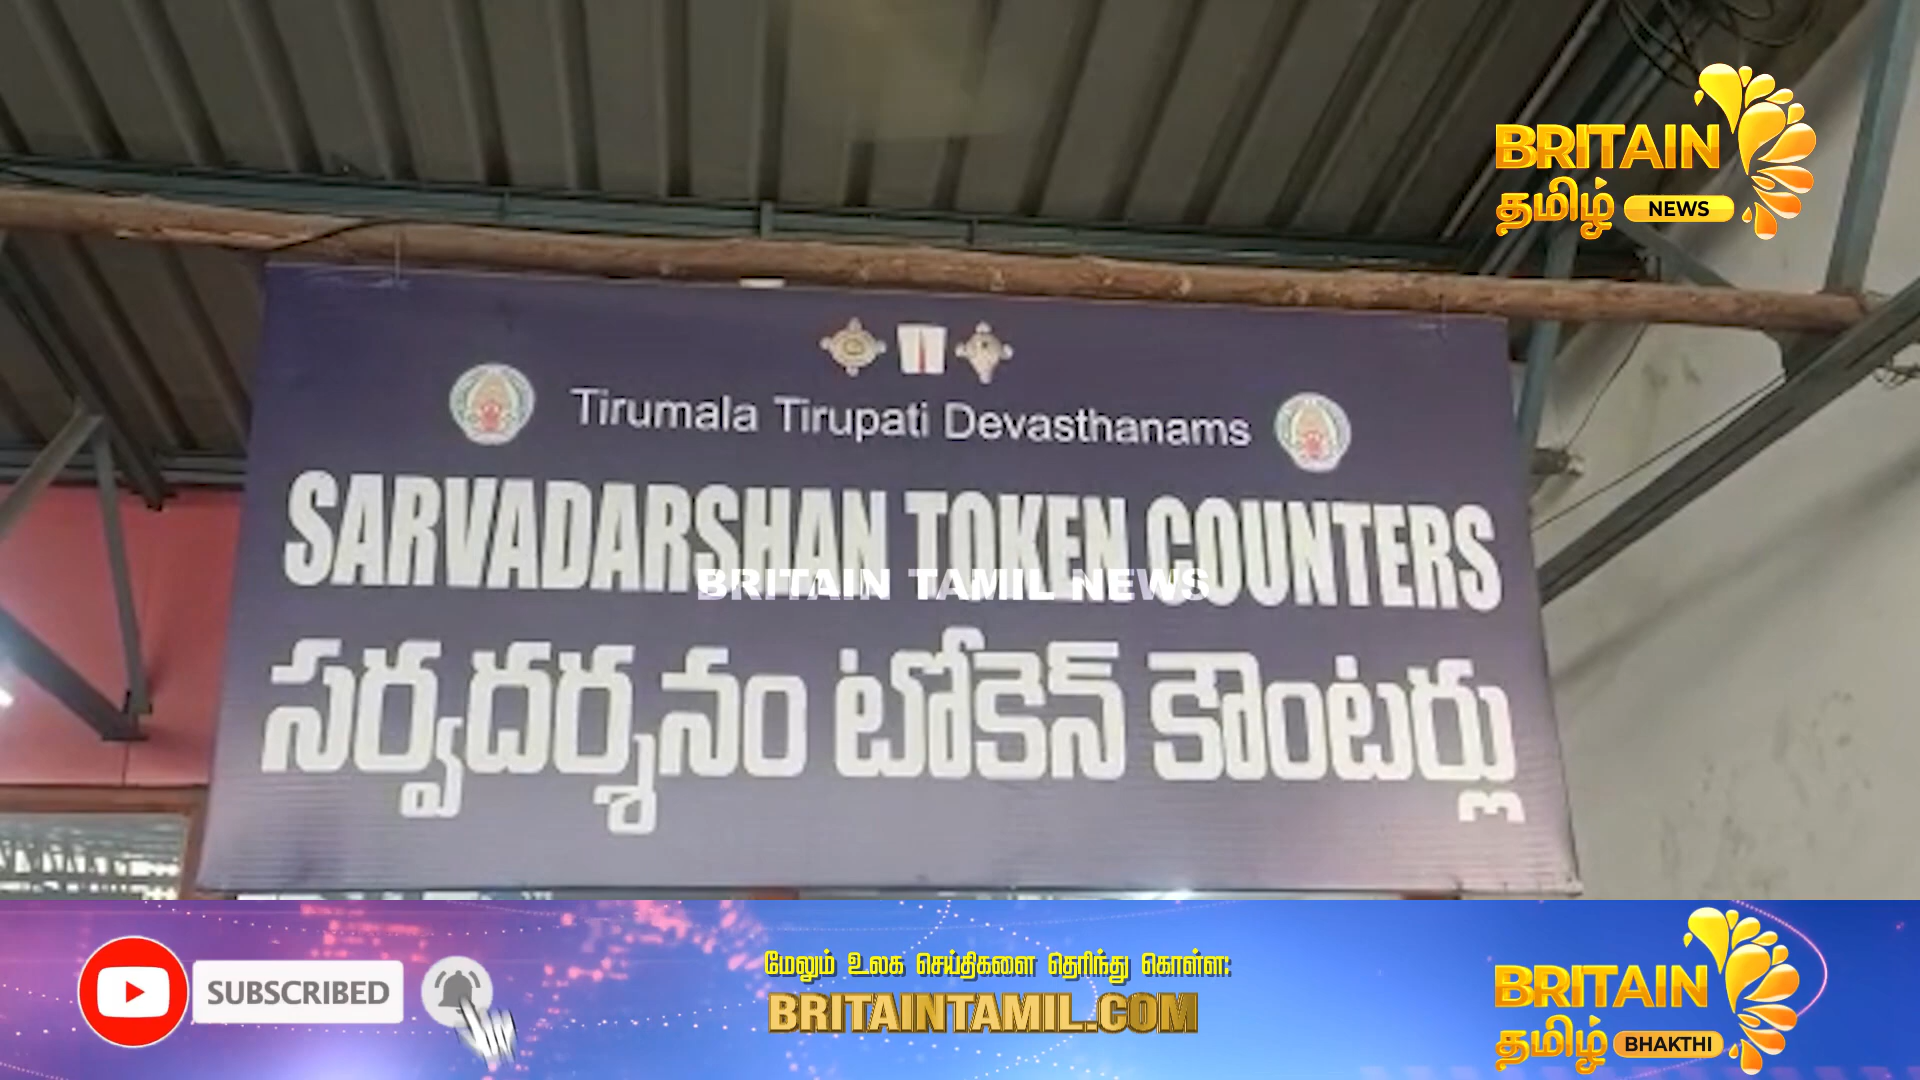 BRITAIN
தமிழ் NEWS
Tirumala Tirupati Devasthanams
SARVADARSHAN TOKEN COUNTERS
BRITAIN TAMIL NEWS
సర్వదర్శనం టోకెన్ కౌంటర్లు
SUBSCRIBED
மேலும் உலக செய்திகளை தெரிந்து கொள்ள:
BRITAINTAMIL.COM
BRITAIN
தமிழ் BHAKTHI